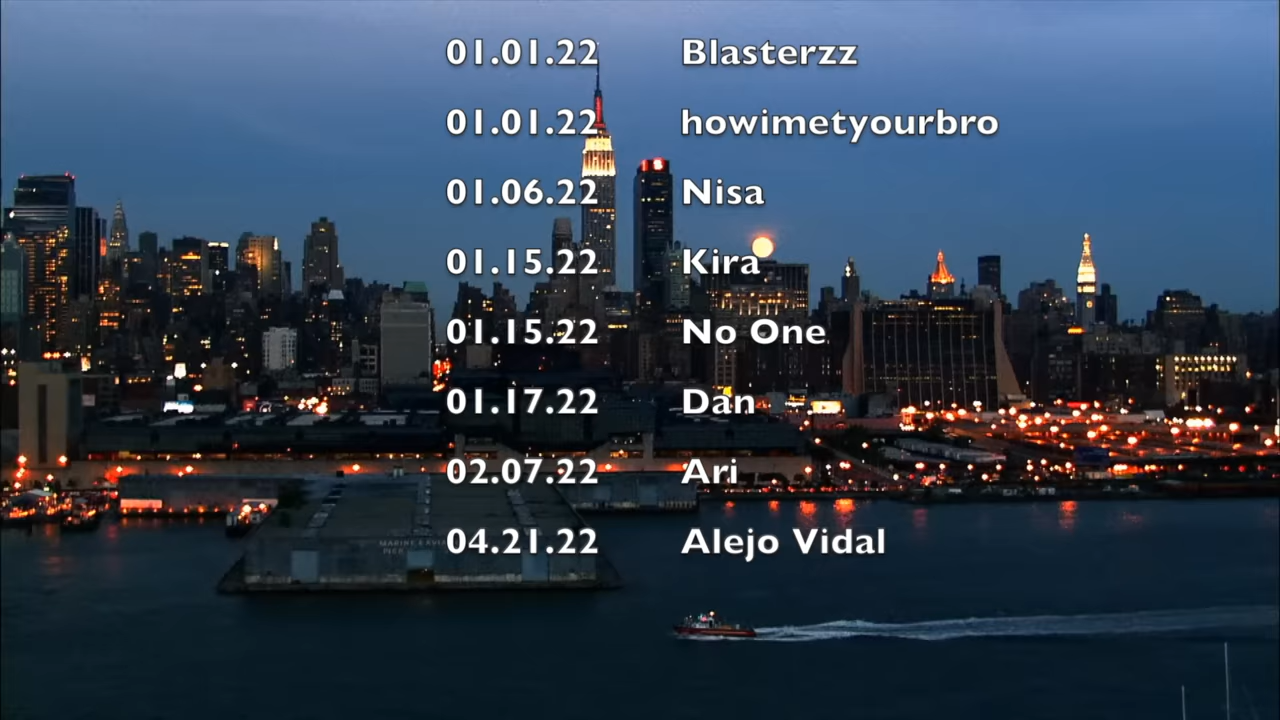 01.01.22 Blasterzz
01.01.22 howimetyourbro
01.06.22 Nisa
01.15.22 Kira
01.15.22 No One
01.17.22 Dan
02.07.22 Ari
04.21.22 Alejo Vidal